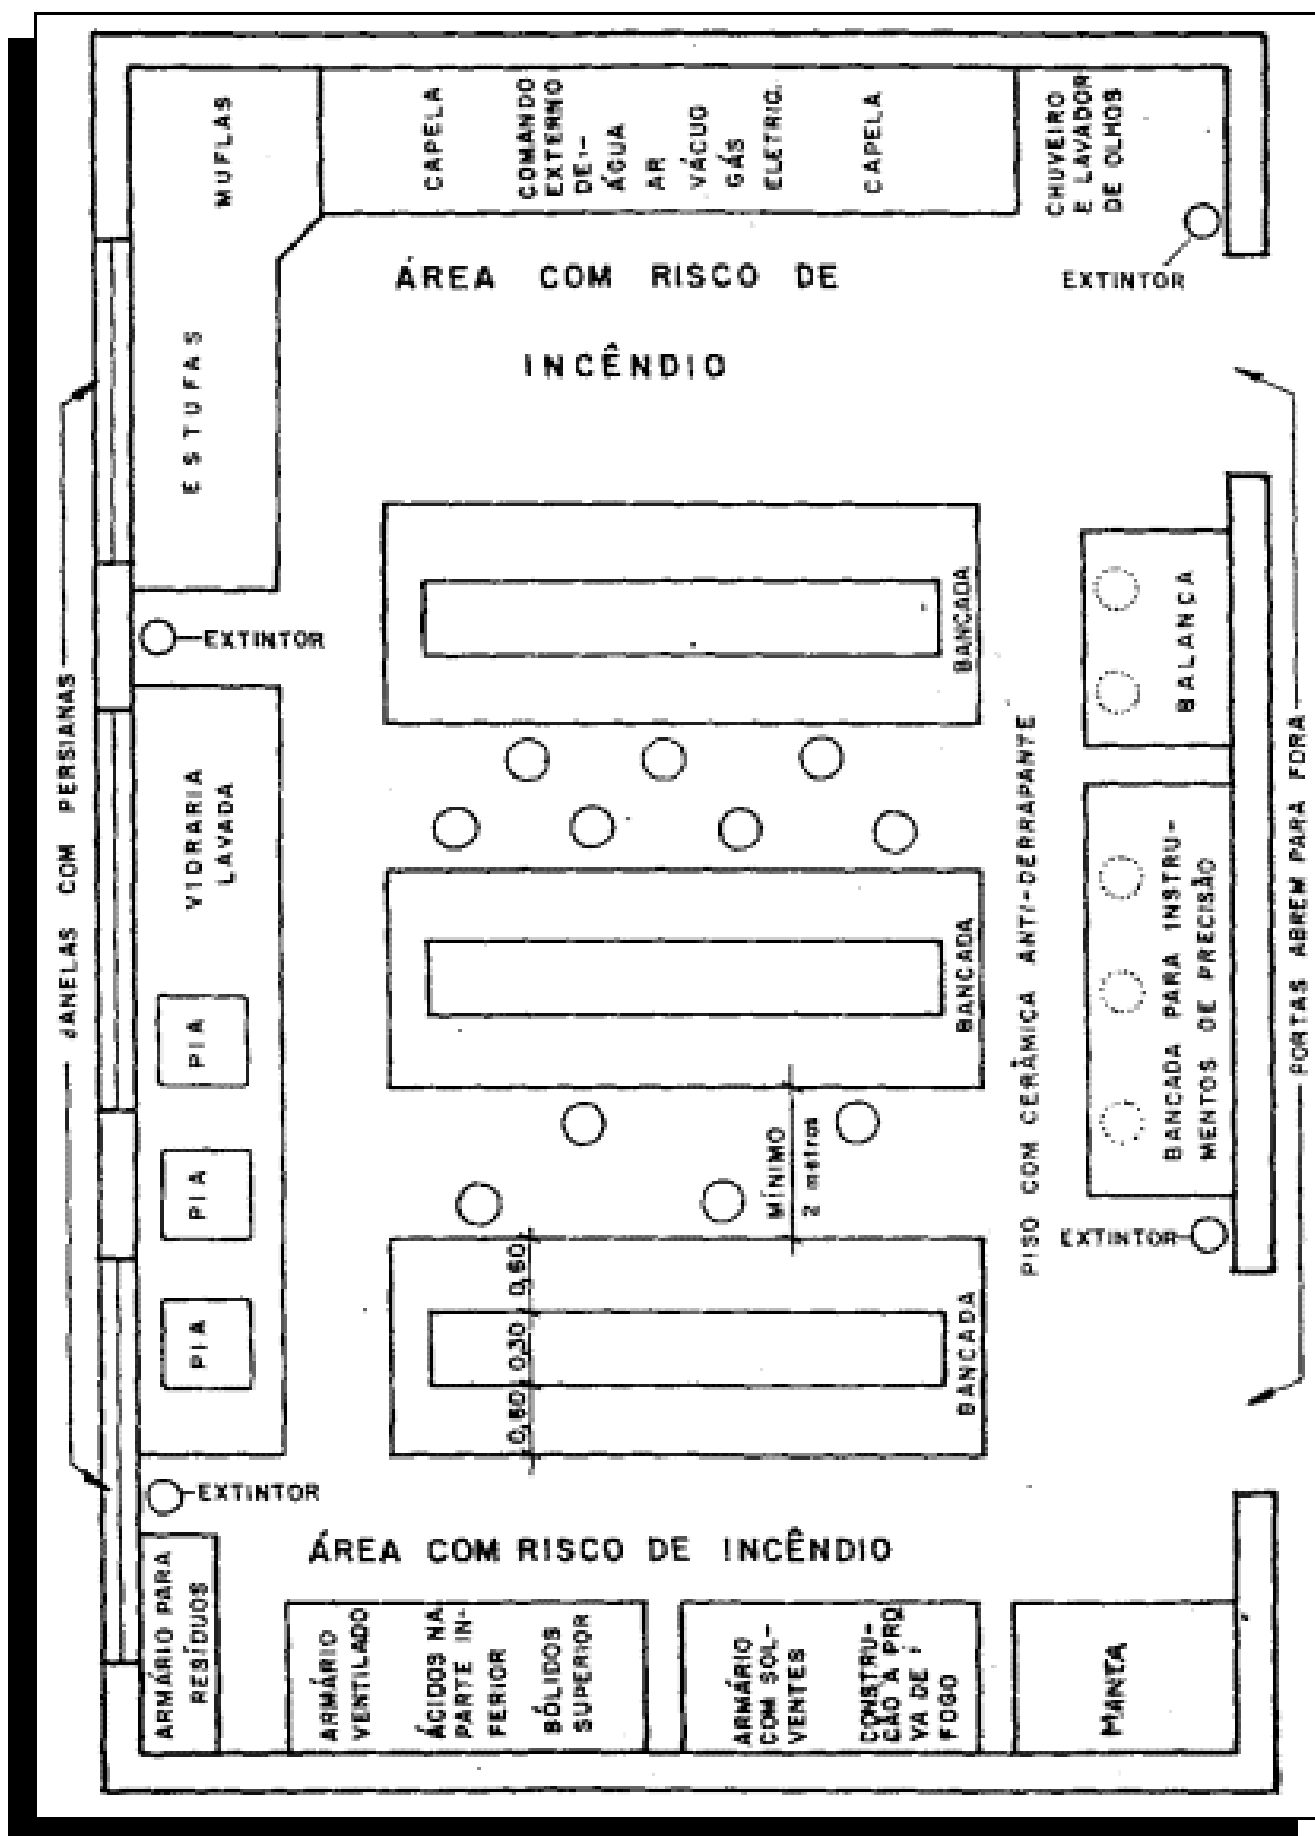 MUFLAS
CAPELA
COMANDO
EXTERNO
DE:-
ÁGUA
AR
VÁCUO
GÁS
ELETRIC.
CAPELA
CHUVEIRO
E LAVADOR
DE OLHOS
ÁREA COM RISCO DE
INCÊNDIO
EXTINTOR
ESTUFAS
EXTINTOR
BANCADA
BALANCA
JANELAS COM PERSIANAS
VIDRARIA
LAVADA
PIA
PIA
PIA
BANCADA
PISO COM CERÂMICA ANTI-DERRAPANTE
BANCADA PARA INSTRU-
MENTOS DE PRECISÃO
PORTAS ABREM PARA FORA
MÍNIMO
2 metros
EXTINTOR
0,60 0,30 0,60
BANCADA
EXTINTOR
ÁREA COM RISCO DE INCÊNDIO
ARMÁRIO PARA
RESÍDUOS
ARMÁRIO
VENTILADO
ÁCIDOS NA
PARTE IN-
FERIOR
SÓLIDOS
SUPERIOR
ARMÁRIO
COM SOL-
VENTES
CONSTRU-
CÃO A PRO
VA DE
FOGO
MANTA